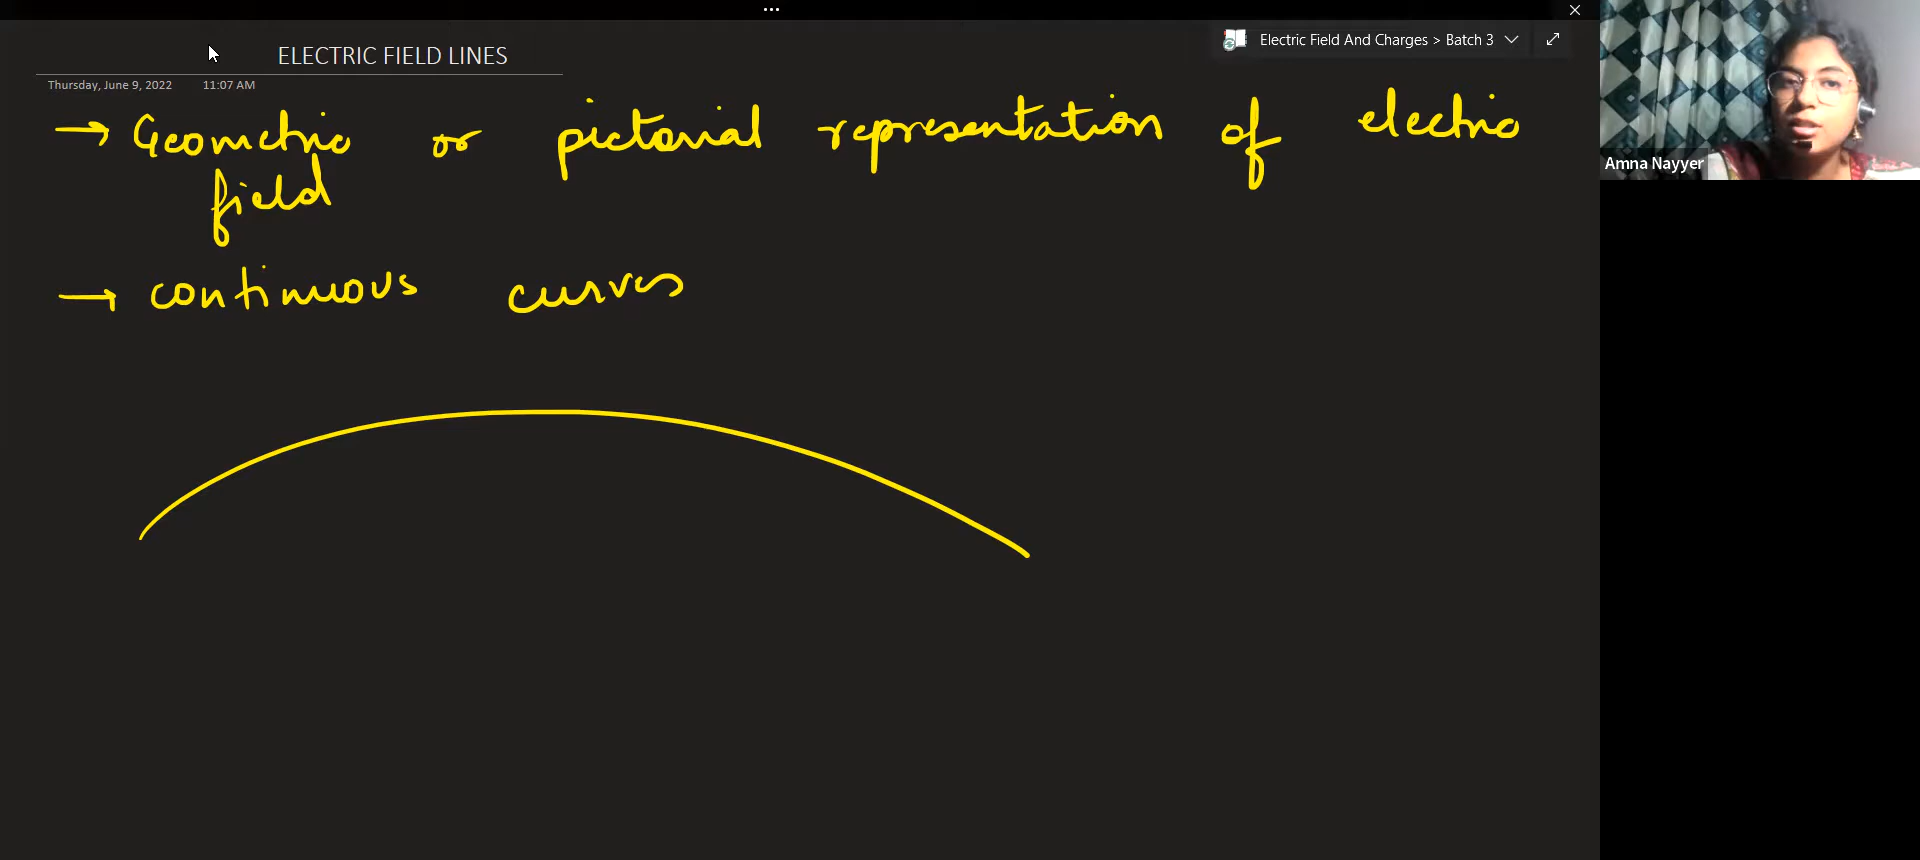 ELECTRIC FIELD LINES
Electric Field And Charges > Batch 3
Thursday, June 9, 2022 11:07 AM
→ Geometric or pictorial representation of electric
field
→ continuous curves
Amna Nayyer